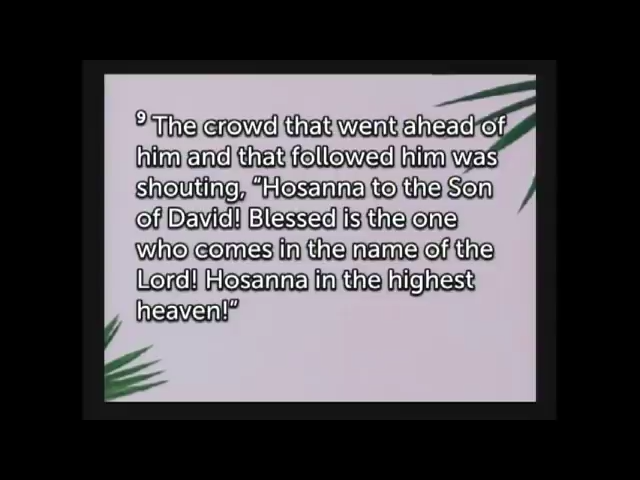 9 The crowd that went ahead of
him and that followed him was
shouting, “Hosanna to the Son
of David! Blessed is the one
who comes in the name of the
Lord! Hosanna in the highest
heaven!”